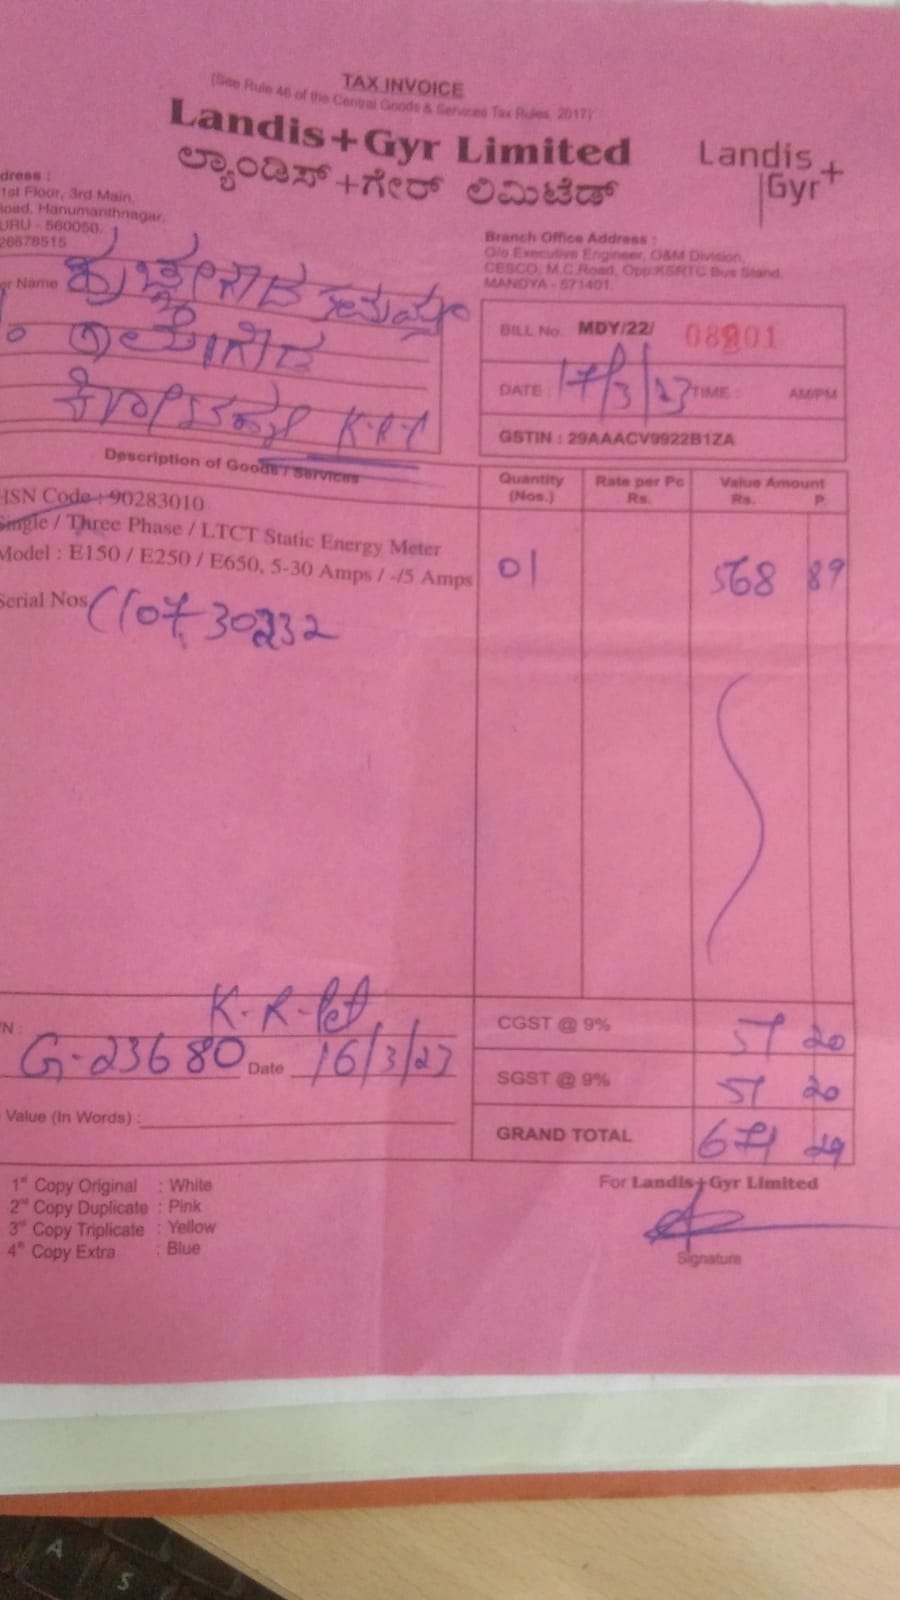 TAX INVOICE
(See Rule 46 of the Central Goods & Services Tax Rules, 2017)
Landis+Gyr Limited
ಲ್ಯಾಂಡಿಸ್+ಗೇರ್ ಲಿಮಿಟೆಡ್
Landis
Gyr+
dress :
1st Floor, 3rd Main,
oad, Hanumanthnagar,
URU - 560050.
26678515
Branch Office Address :
O/o Executive Engineer, O&M Division,
CESCO, M.C.Road, Opp:KSRTC Bus Stand,
MANDYA - 571401.
er Name
BILL No. MDY/22/
DATE : 17/3/23 TIME : AM/PM
GSTIN : 29AAACV9922B1ZA
Description of Goods / Services
Quantity (Nos.)
Rate per Pc Rs.
Value Amount
Rs. P.
HSN Code : 90283010
Single / Three Phase / LTCT Static Energy Meter
Model : E150 / E250 / E650, 5-30 Amps / -/5 Amps
01 568 89
Serial Nos
K-R-Pet
N :
G-23680 Date 16/3/23
Value (In Words) :
CGST @ 9% 51 20
SGST @ 9% 51 20
GRAND TOTAL 671 29
1st Copy Original : White
2nd Copy Duplicate : Pink
3rd Copy Triplicate : Yellow
4th Copy Extra : Blue
For Landis+Gyr Limited
Signature
A
S